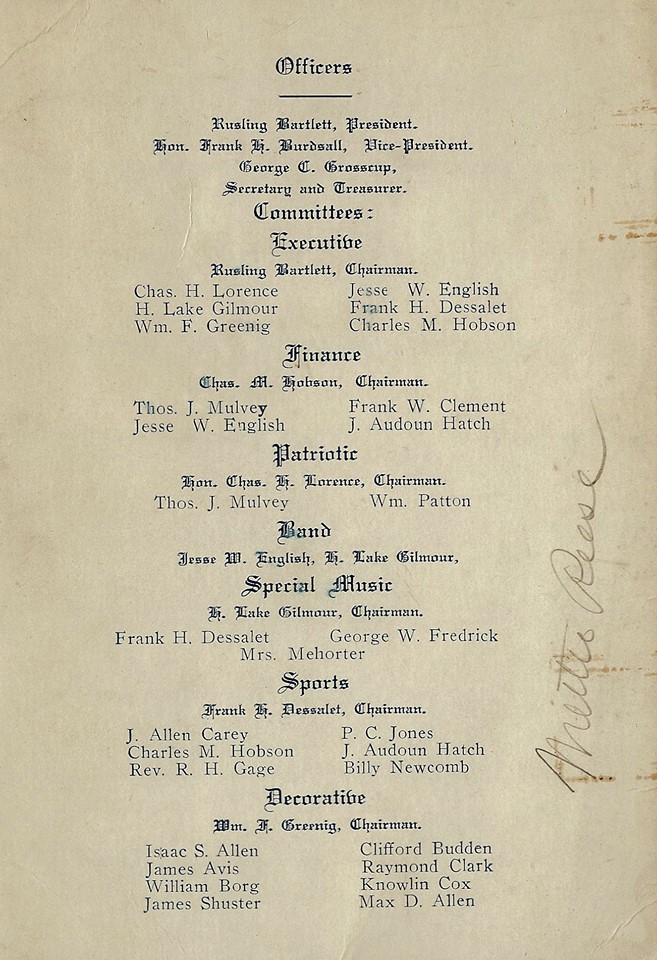 Officers
Rusling Bartlett, President.
Hon. Frank H. Burdsall, Vice-President.
George C. Grosscup,
Secretary and Treasurer.
Committees:
Executive
Rusling Bartlett, Chairman.
Chas. H. Lorence Jesse W. English
H. Lake Gilmour Frank H. Dessalet
Wm. F. Greenig Charles M. Hobson
Finance
Chas. M. Hobson, Chairman.
Thos. J. Mulvey Frank W. Clement
Jesse W. English J. Audoun Hatch
Patriotic
Hon. Chas. H. Lorence, Chairman.
Thos. J. Mulvey Wm. Patton
Band
Jesse W. English, H. Lake Gilmour,
Special Music
H. Lake Gilmour, Chairman.
Frank H. Dessalet George W. Fredrick
Mrs. Mehorter
Sports
Frank H. Dessalet, Chairman.
J. Allen Carey P. C. Jones
Charles M. Hobson J. Audoun Hatch
Rev. R. H. Gage Billy Newcomb
Decorative
Wm. F. Greenig, Chairman.
Isaac S. Allen Clifford Budden
James Avis Raymond Clark
William Borg Knowlin Cox
James Shuster Max D. Allen
Reese